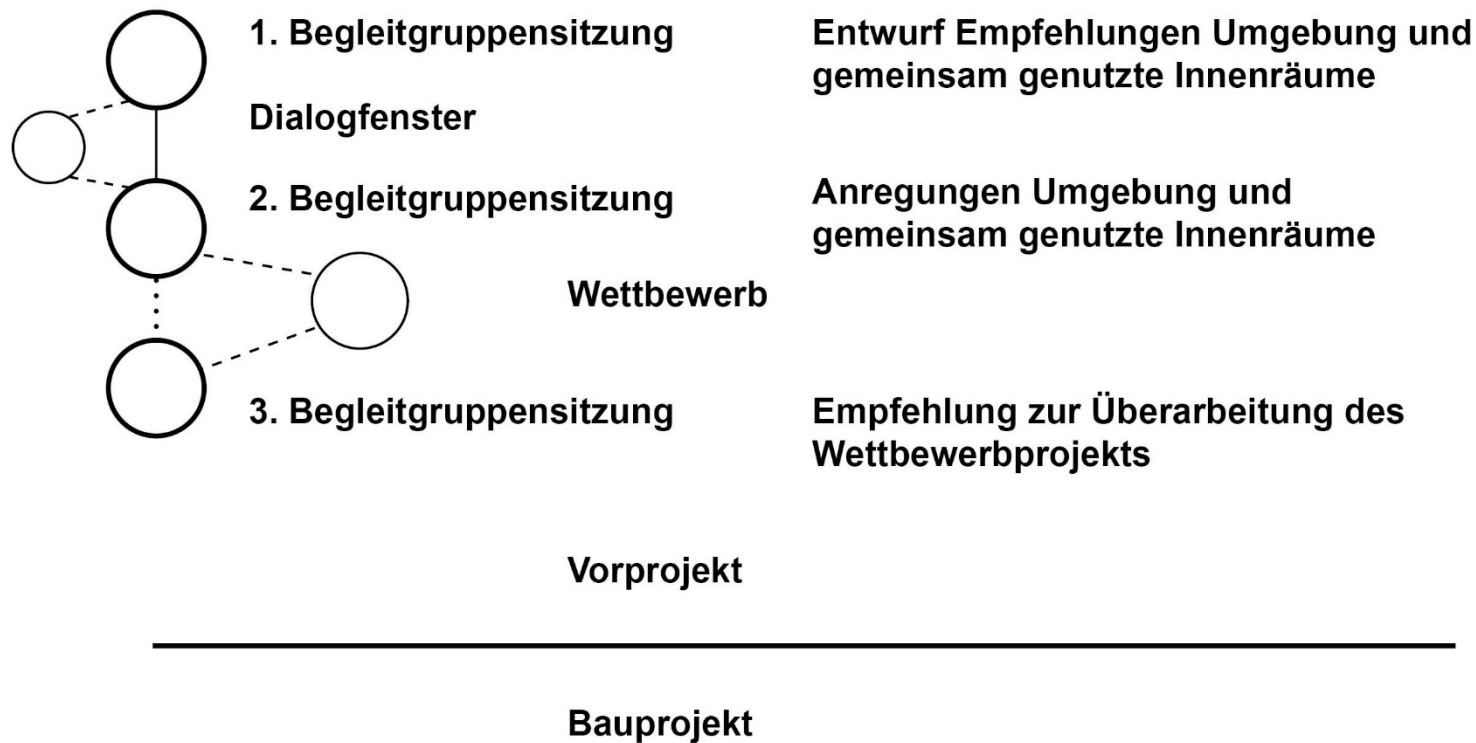 1. Begleitgruppensitzung
Entwurf Empfehlungen Umgebung und
gemeinsam genutzte Innenräume
Dialogfenster
2. Begleitgruppensitzung
Anregungen Umgebung und
gemeinsam genutzte Innenräume
Wettbewerb
3. Begleitgruppensitzung
Empfehlung zur Überarbeitung des
Wettbewerbprojekts
Vorprojekt
Bauprojekt